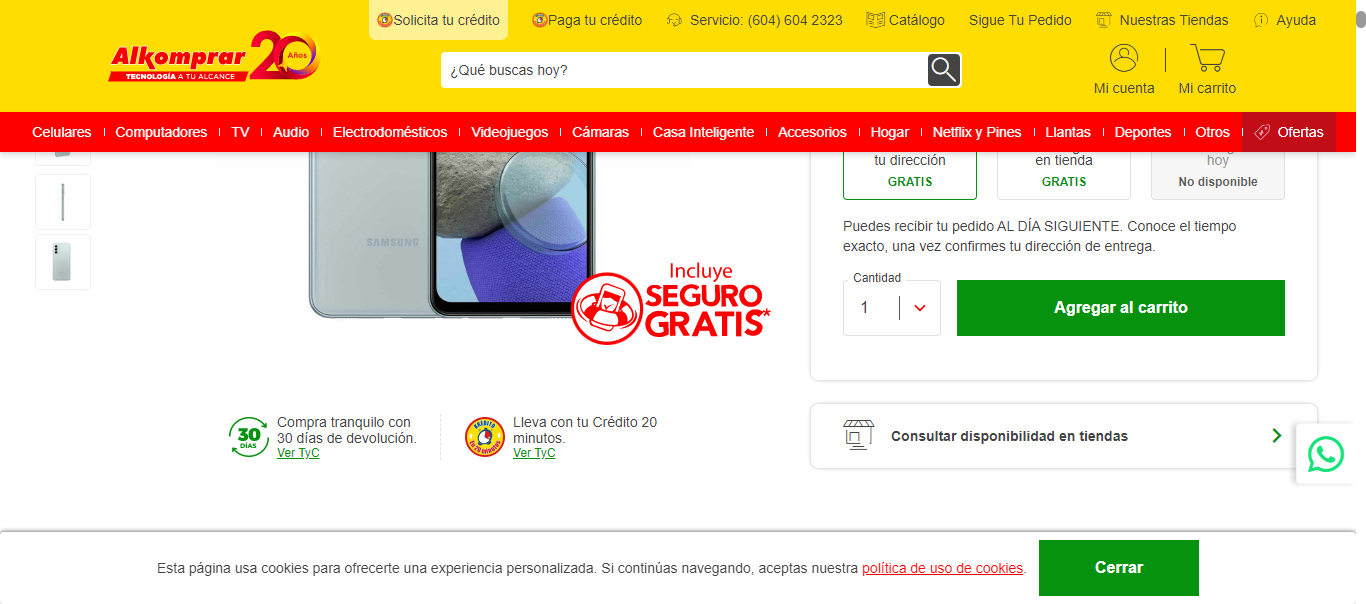 Solicita tu crédito
Paga tu crédito
Servicio: (604) 604 2323
Catálogo
Sigue Tu Pedido
Nuestras Tiendas
Ayuda
Alkomprar 20 Años
TECNOLOGÍA A TU ALCANCE
¿Qué buscas hoy?
Mi cuenta
Mi carrito
Celulares
Computadores
TV
Audio
Electrodomésticos
Videojuegos
Cámaras
Casa Inteligente
Accesorios
Hogar
Netflix y Pines
Llantas
Deportes
Otros
Ofertas
SAMSUNG
Incluye
SEGURO
GRATIS*
tu dirección
GRATIS
en tienda
GRATIS
hoy
No disponible
Puedes recibir tu pedido AL DÍA SIGUIENTE. Conoce el tiempo
exacto, una vez confirmes tu dirección de entrega.
Cantidad
1
Agregar al carrito
30
DÍAS
Compra tranquilo con
30 días de devolución.
Ver TyC
Lleva con tu Crédito 20
minutos.
Ver TyC
Consultar disponibilidad en tiendas
Esta página usa cookies para ofrecerte una experiencia personalizada. Si continúas navegando, aceptas nuestra política de uso de cookies.
Cerrar